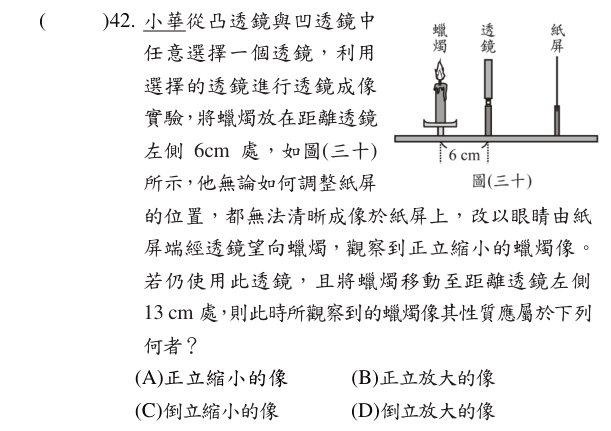 (　　)42. 小華從凸透鏡與凹透鏡中
任意選擇一個透鏡，利用
選擇的透鏡進行透鏡成像
實驗，將蠟燭放在距離透鏡
左側 6cm 處，如圖(三十)
所示，他無論如何調整紙屏
的位置，都無法清晰成像於紙屏上，改以眼睛由紙
屏端經透鏡望向蠟燭，觀察到正立縮小的蠟燭像。
若仍使用此透鏡，且將蠟燭移動至距離透鏡左側
13 cm 處，則此時所觀察到的蠟燭像其性質應屬於下列
何者？
(A)正立縮小的像 (B)正立放大的像
(C)倒立縮小的像 (D)倒立放大的像
蠟燭
透鏡
紙屏
6 cm
圖(三十)